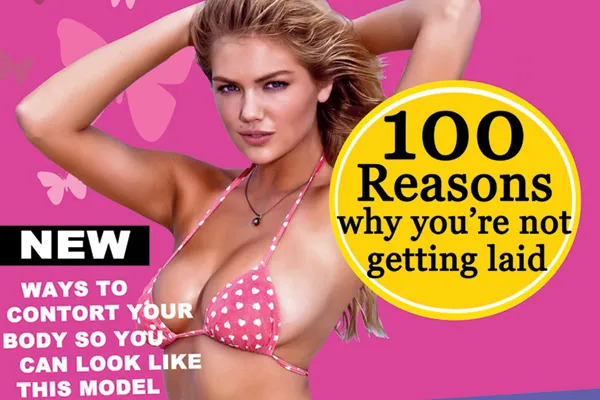 100
Reasons
why you're not
getting laid
NEW
WAYS TO
CONTORT YOUR
BODY SO YOU
CAN LOOK LIKE
THIS MODEL